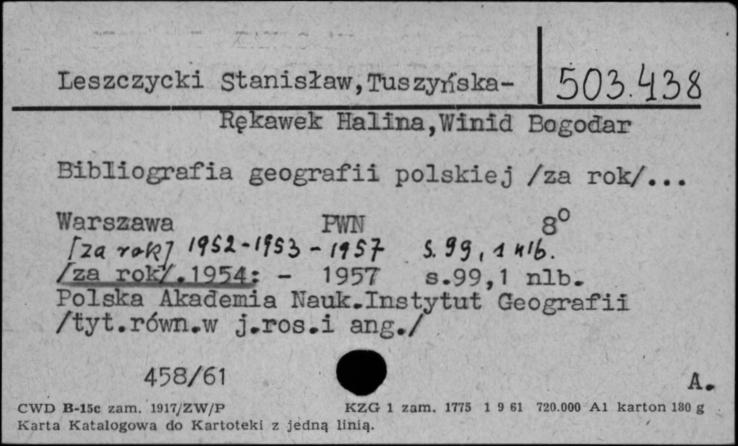 Leszczycki Stanisław,Tuszyńska- 503.438
Rękawek Halina,Winid Bogodar
Bibliografia geografii polskiej /za rok/...
Warszawa PWN 8°
[za rok] 1952-1953 - 1957 s. 99, 1 nlb.
/za rok/.1954: - 1957 s.99,1 nlb.
Polska Akademia Nauk.Instytut Geografii
/tyt.równ.w j.ros.i ang./
458/61
A.
CWD B-15c zam. 1917/ZW/P KZG 1 zam. 1775 1 9 61 720.000 A1 karton 180 g
Karta Katalogowa do Kartoteki z jedną linią.